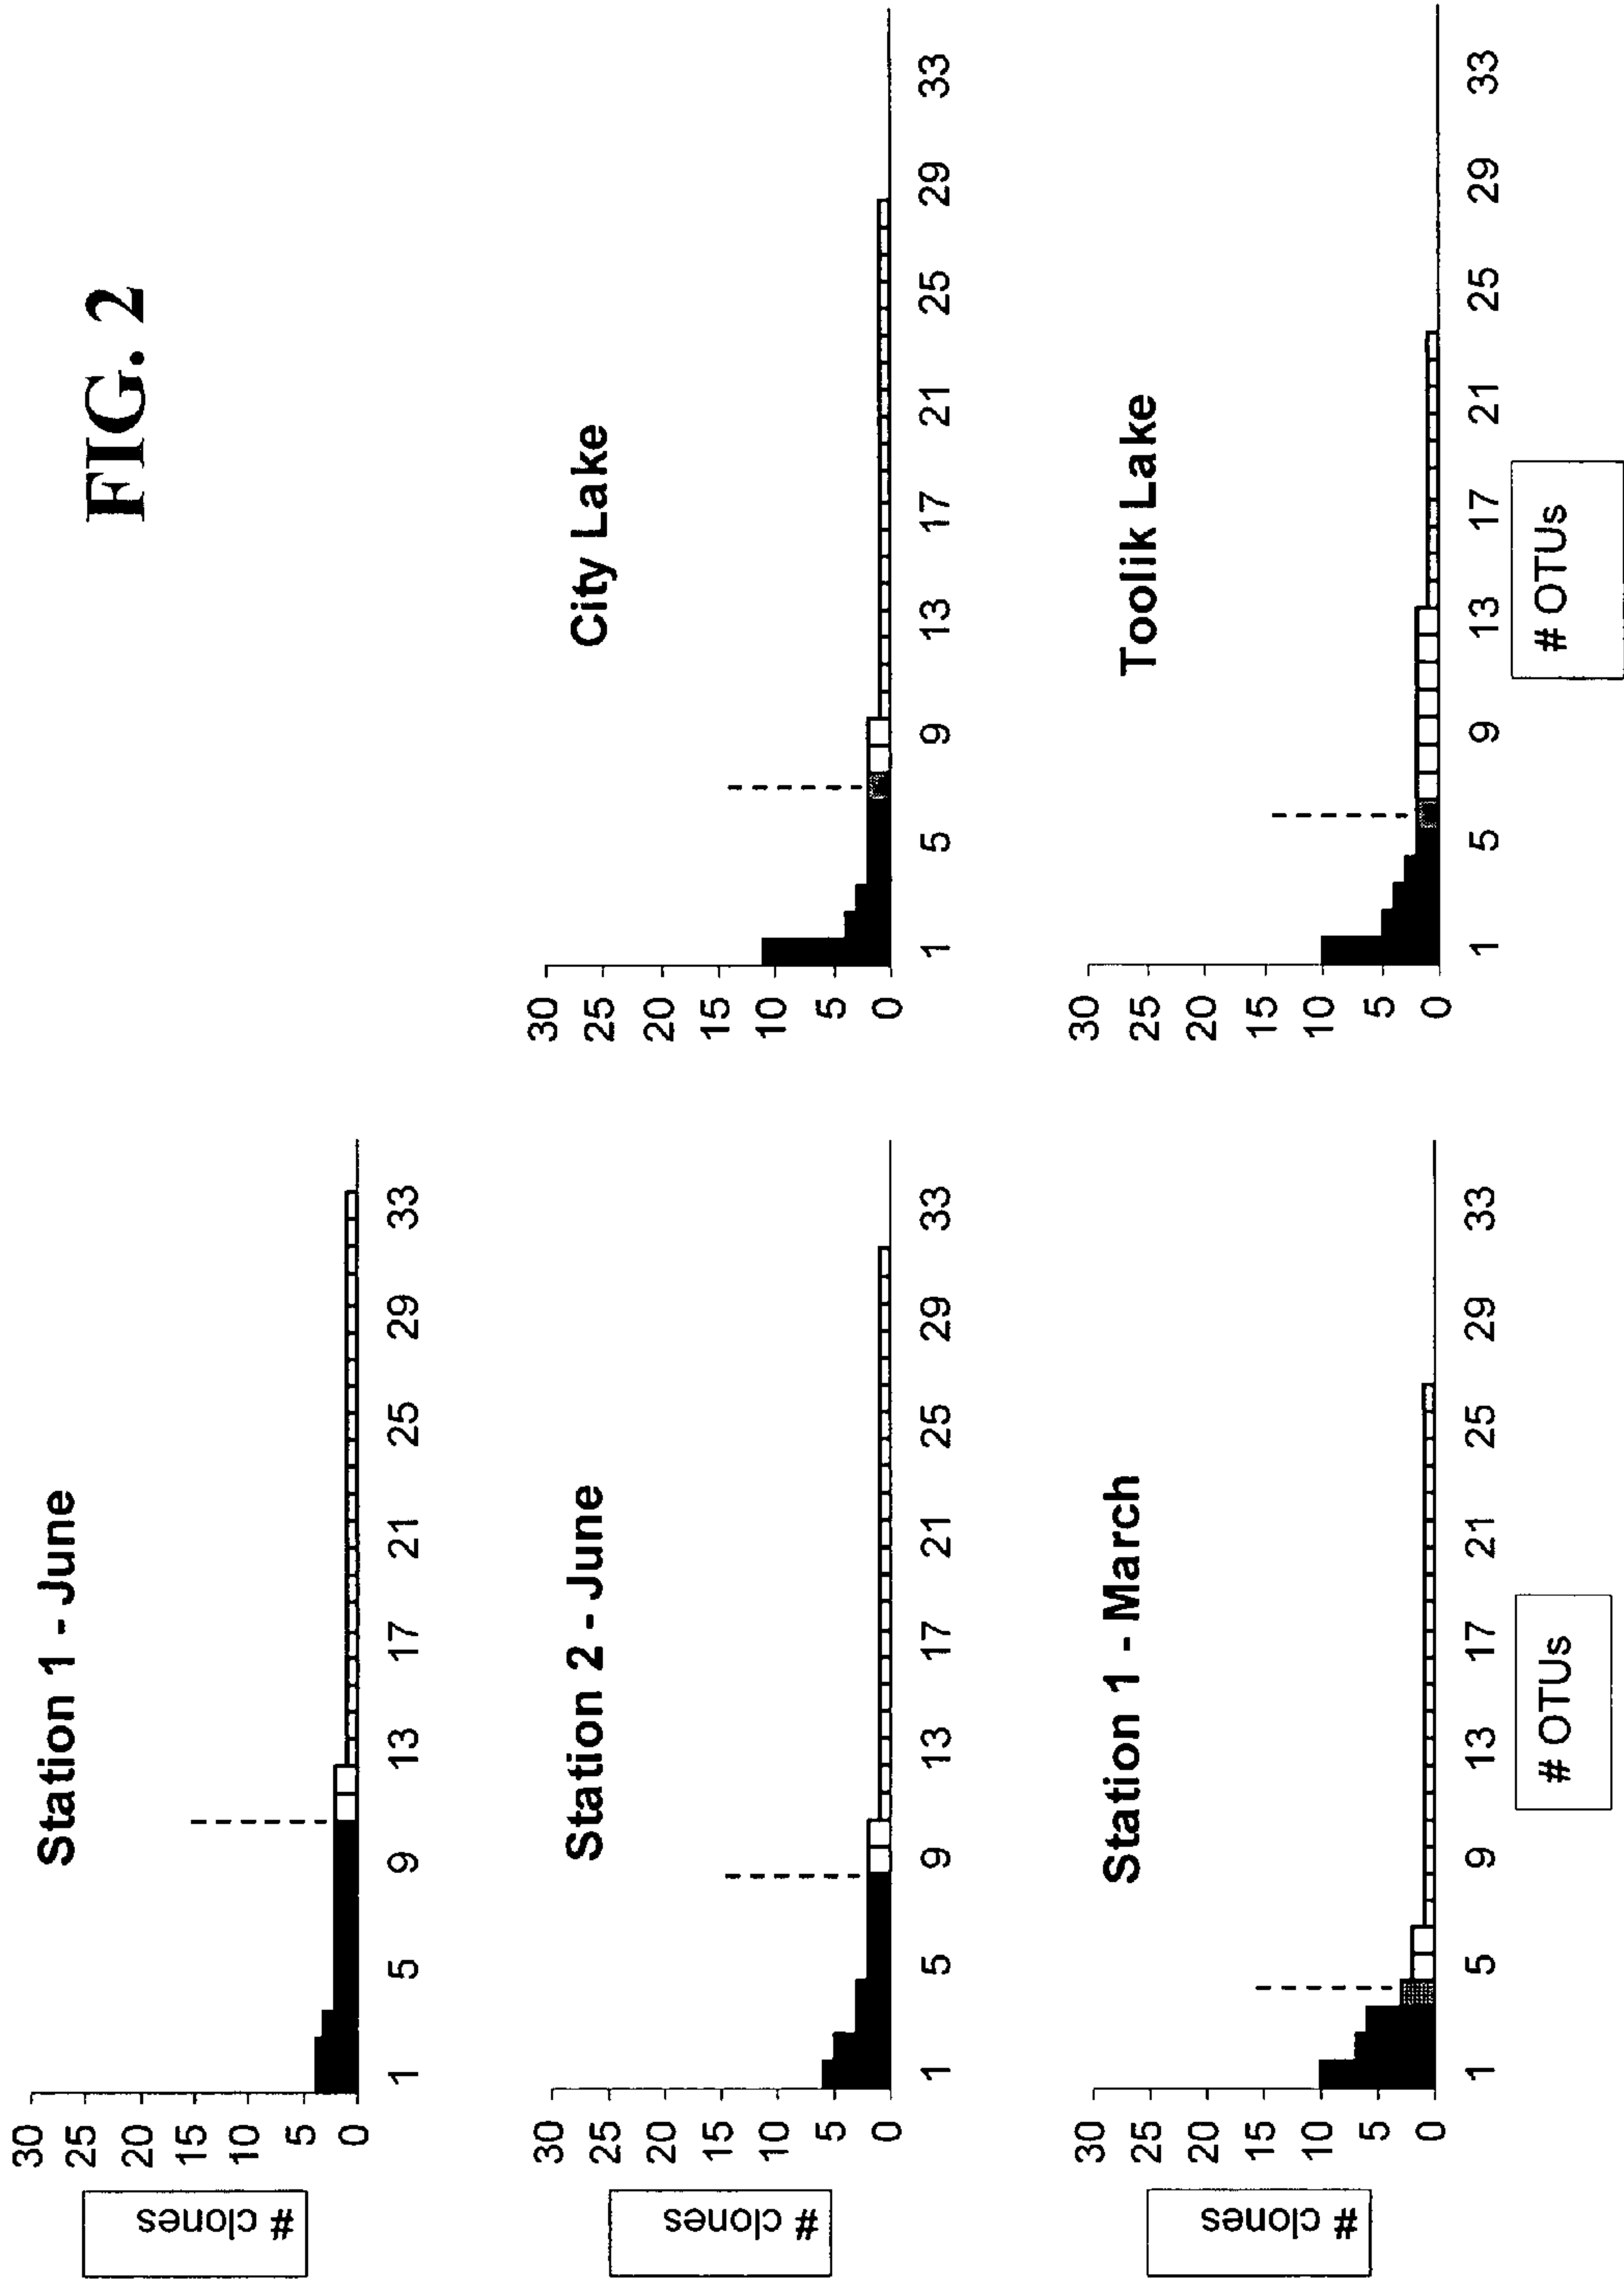 FIG. 2
Station 1 - June
# clones
30
25
20
15
10
5
0
1 5 9 13 17 21 25 29 33
Station 2 - June
# clones
30
25
20
15
10
5
0
1 5 9 13 17 21 25 29 33
City Lake
30
25
20
15
10
5
0
1 5 9 13 17 21 25 29 33
Station 1 - March
# clones
30
25
20
15
10
5
0
1 5 9 13 17 21 25 29 33
# OTUs
Toolik Lake
30
25
20
15
10
5
0
1 5 9 13 17 21 25 29 33
# OTUs